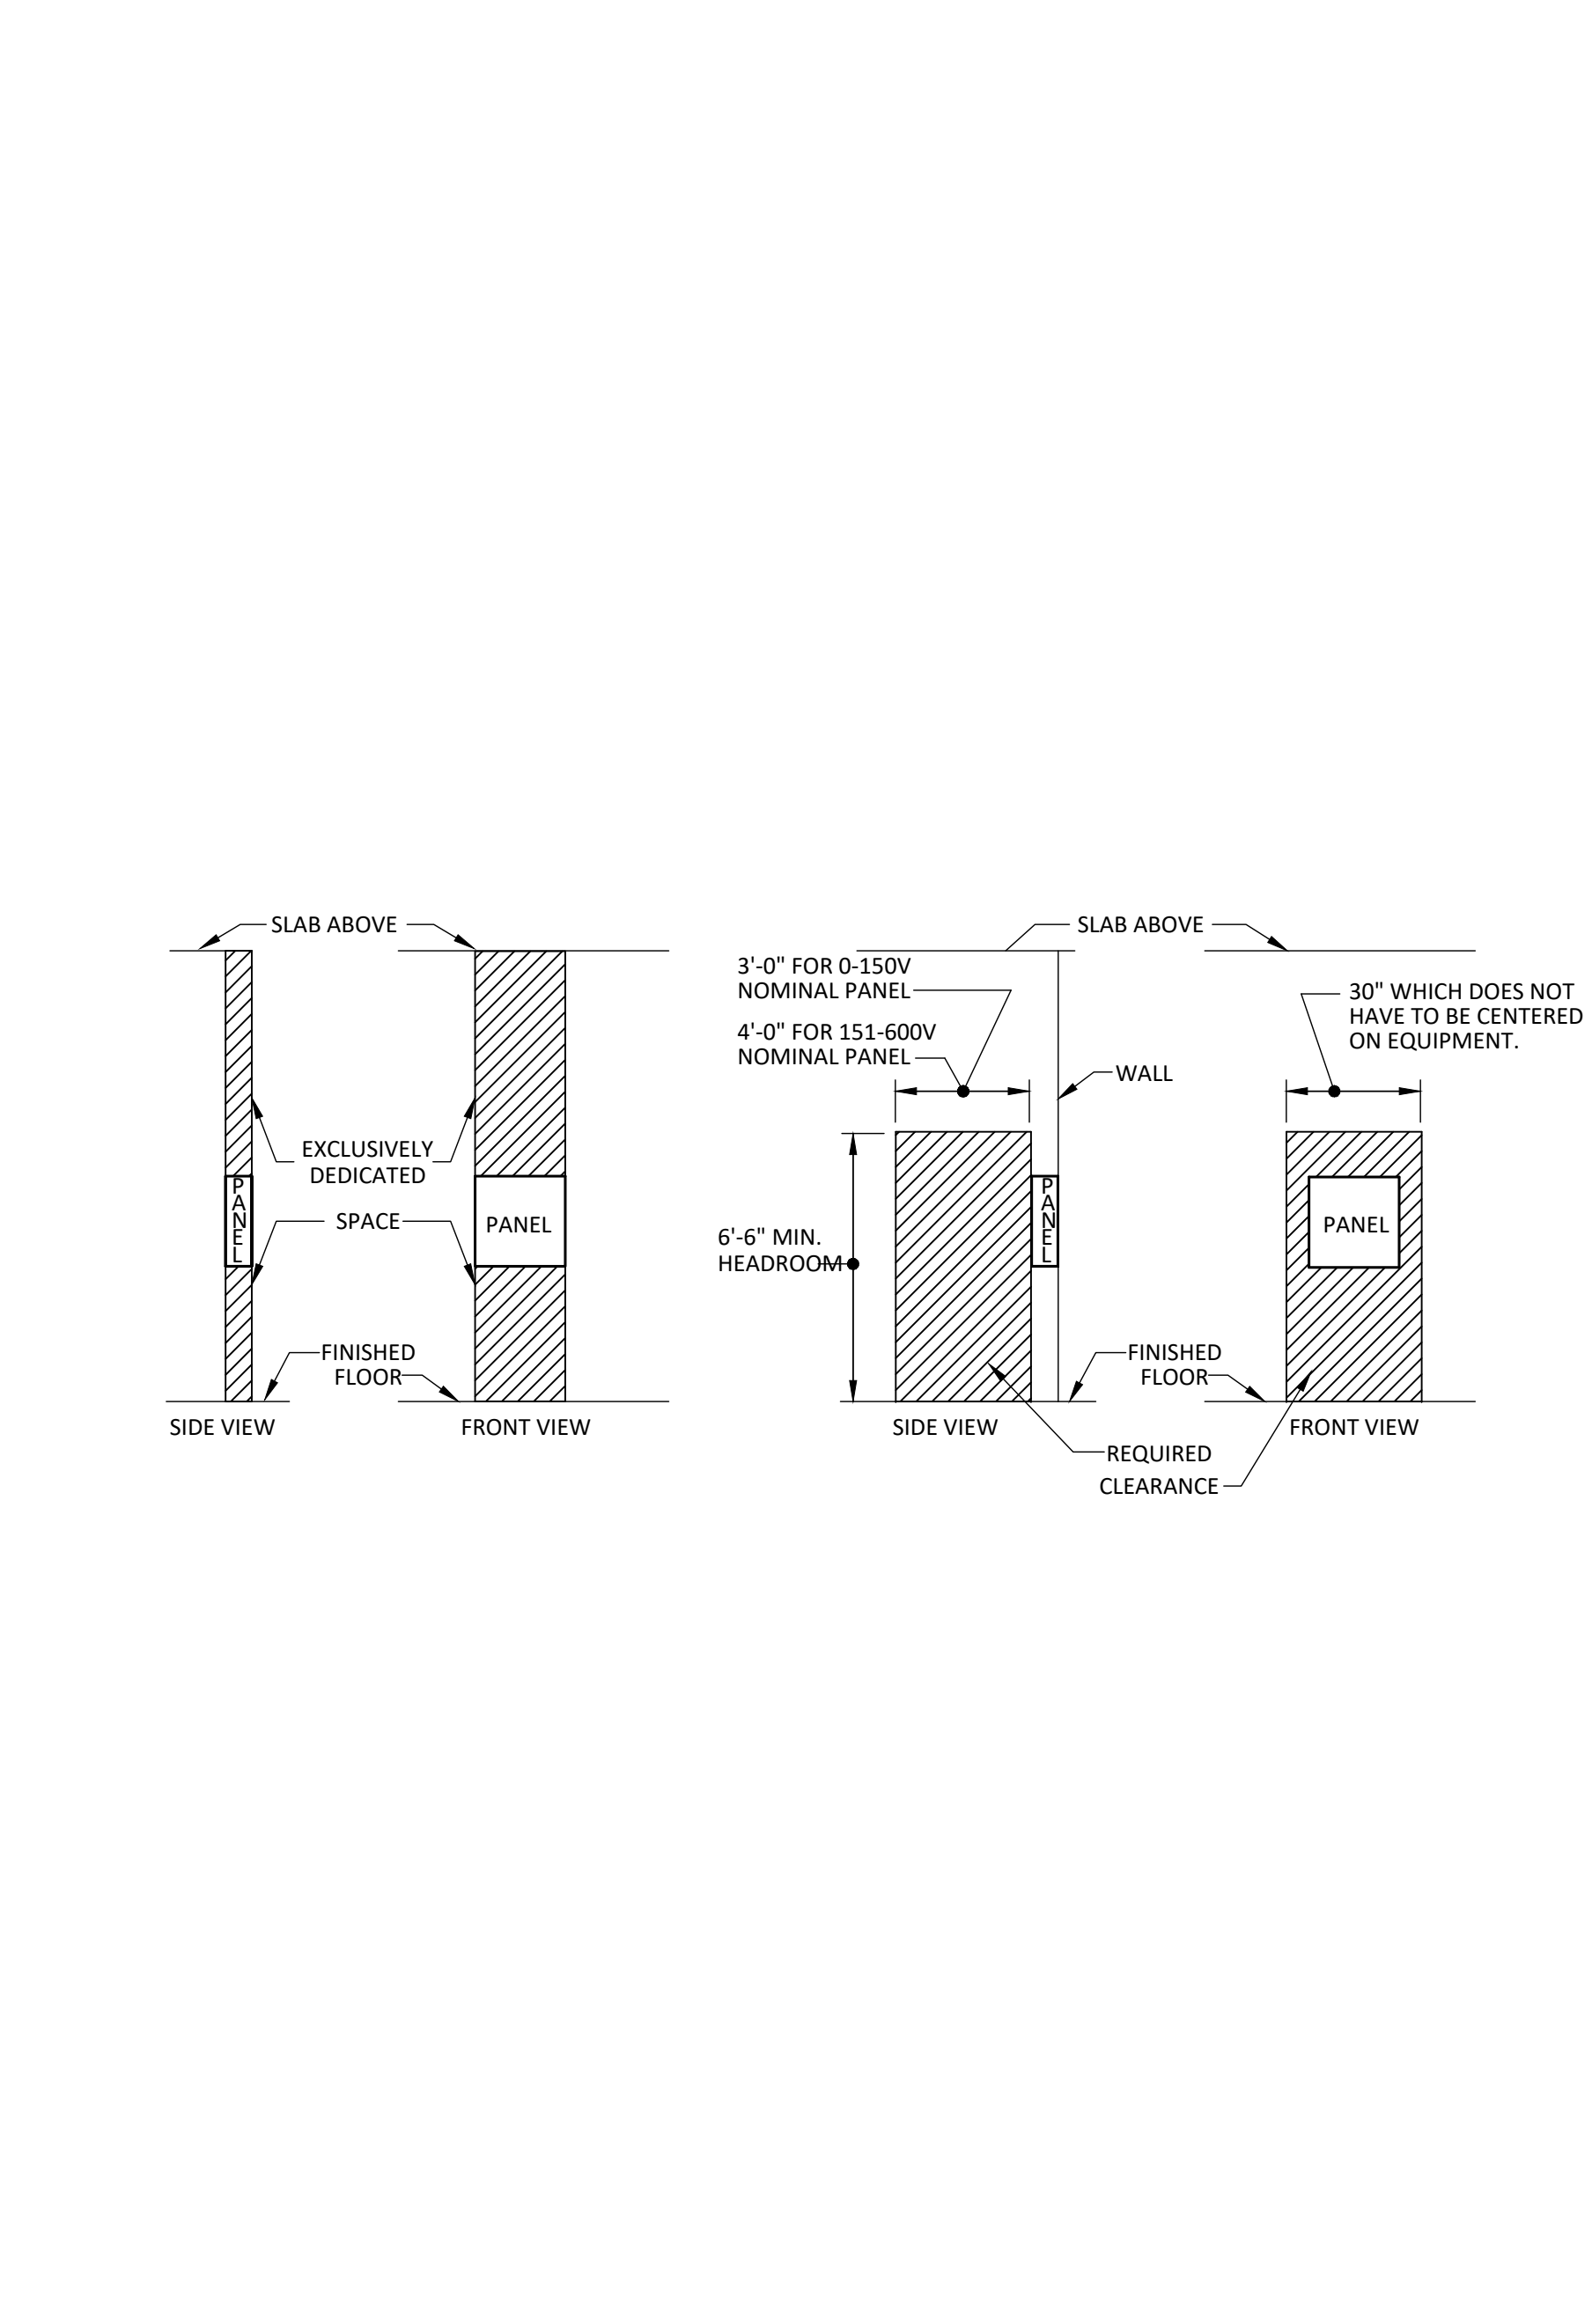 SLAB ABOVE
EXCLUSIVELY
DEDICATED
PANEL
SPACE
PANEL
FINISHED
FLOOR
SIDE VIEW
FRONT VIEW
SLAB ABOVE
3'-0" FOR 0-150V
NOMINAL PANEL
4'-0" FOR 151-600V
NOMINAL PANEL
WALL
30" WHICH DOES NOT
HAVE TO BE CENTERED
ON EQUIPMENT.
6'-6" MIN.
HEADROOM
PANEL
PANEL
FINISHED
FLOOR
SIDE VIEW
FRONT VIEW
REQUIRED
CLEARANCE